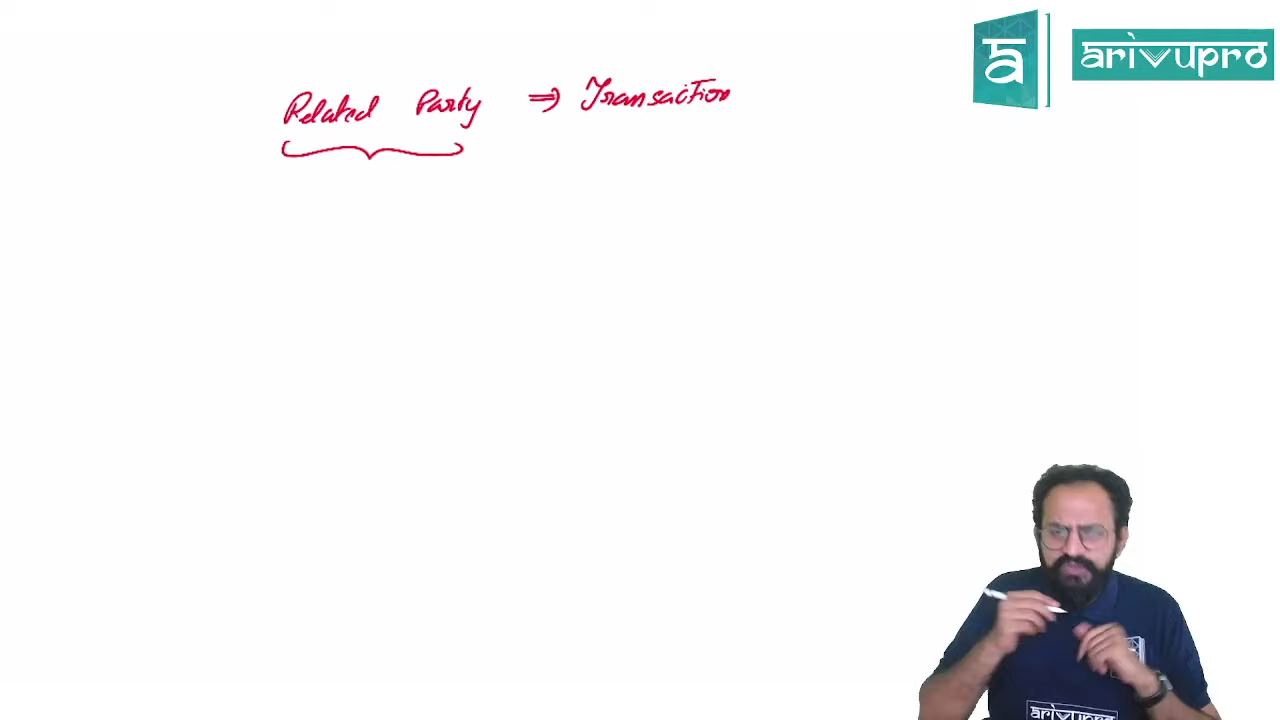 ā
arivupro
Related Party ⇒ Transaction
arivupro